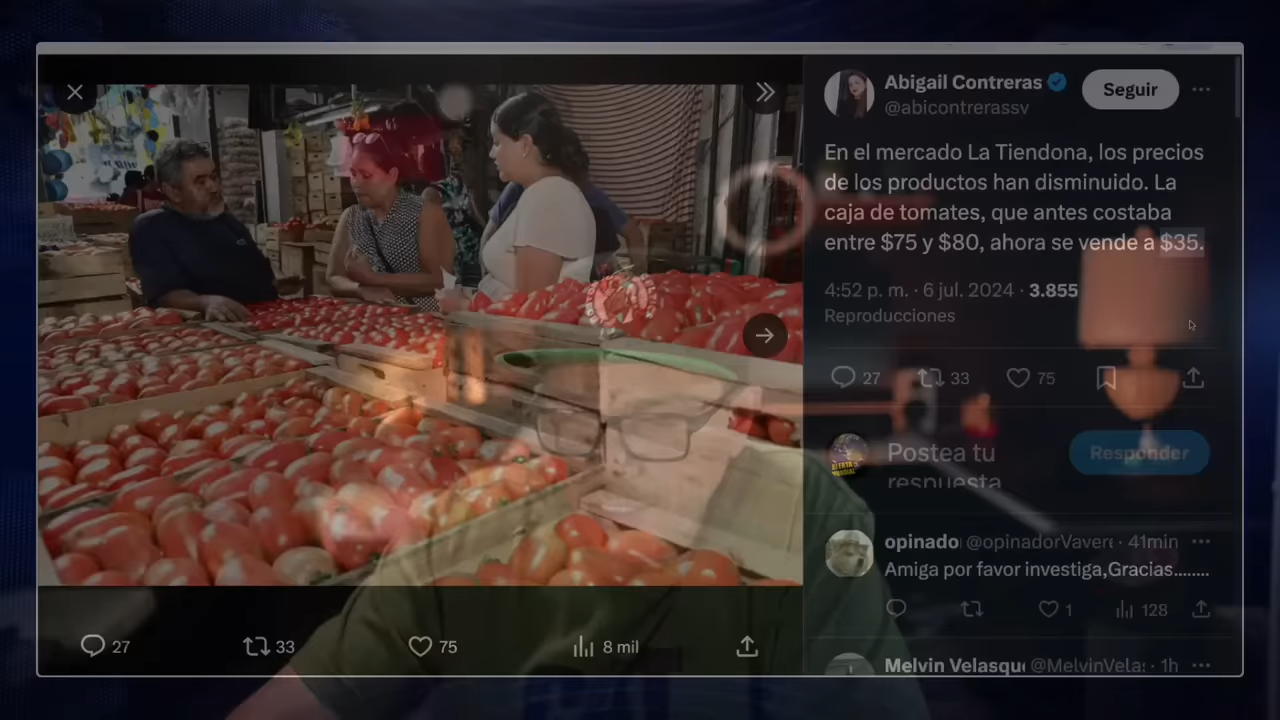 Abigail Contreras
Seguir
@abicontrerassv
En el mercado La Tiendona, los precios
de los productos han disminuido. La
caja de tomates, que antes costaba
entre $75 y $80, ahora se vende a $35.
4:52 p. m. · 6 jul. 2024 · 3.855
Reproducciones
27 33 75
Postea tu
respuesta
Responder
opinado @opinadorVaver · 41min
Amiga por favor investiga,Gracias........
1 128
Melvin Velasqu @MelvinVela · 1h
27 33 75 8 mil